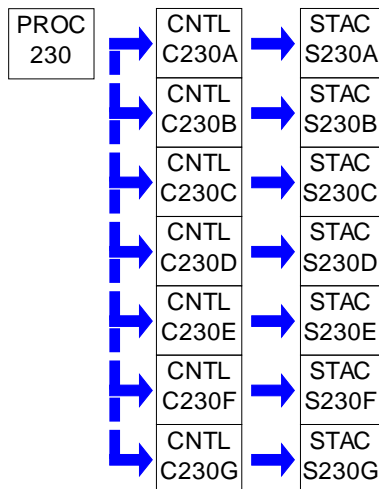 PROC
230
CNTL
C230A
STAC
S230A
CNTL
C230B
STAC
S230B
CNTL
C230C
STAC
S230C
CNTL
C230D
STAC
S230D
CNTL
C230E
STAC
S230E
CNTL
C230F
STAC
S230F
CNTL
C230G
STAC
S230G